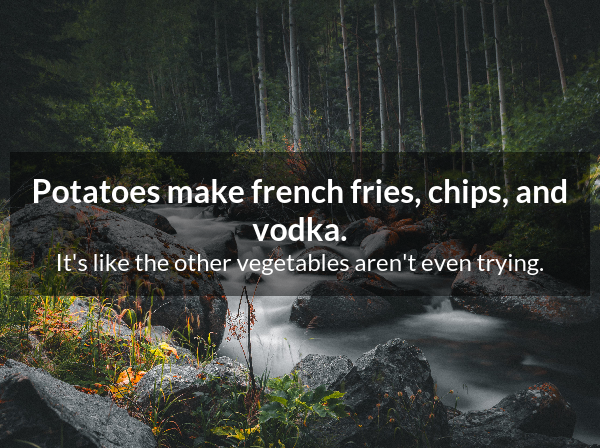 Potatoes make french fries, chips, and
vodka.
It's like the other vegetables aren't even trying.